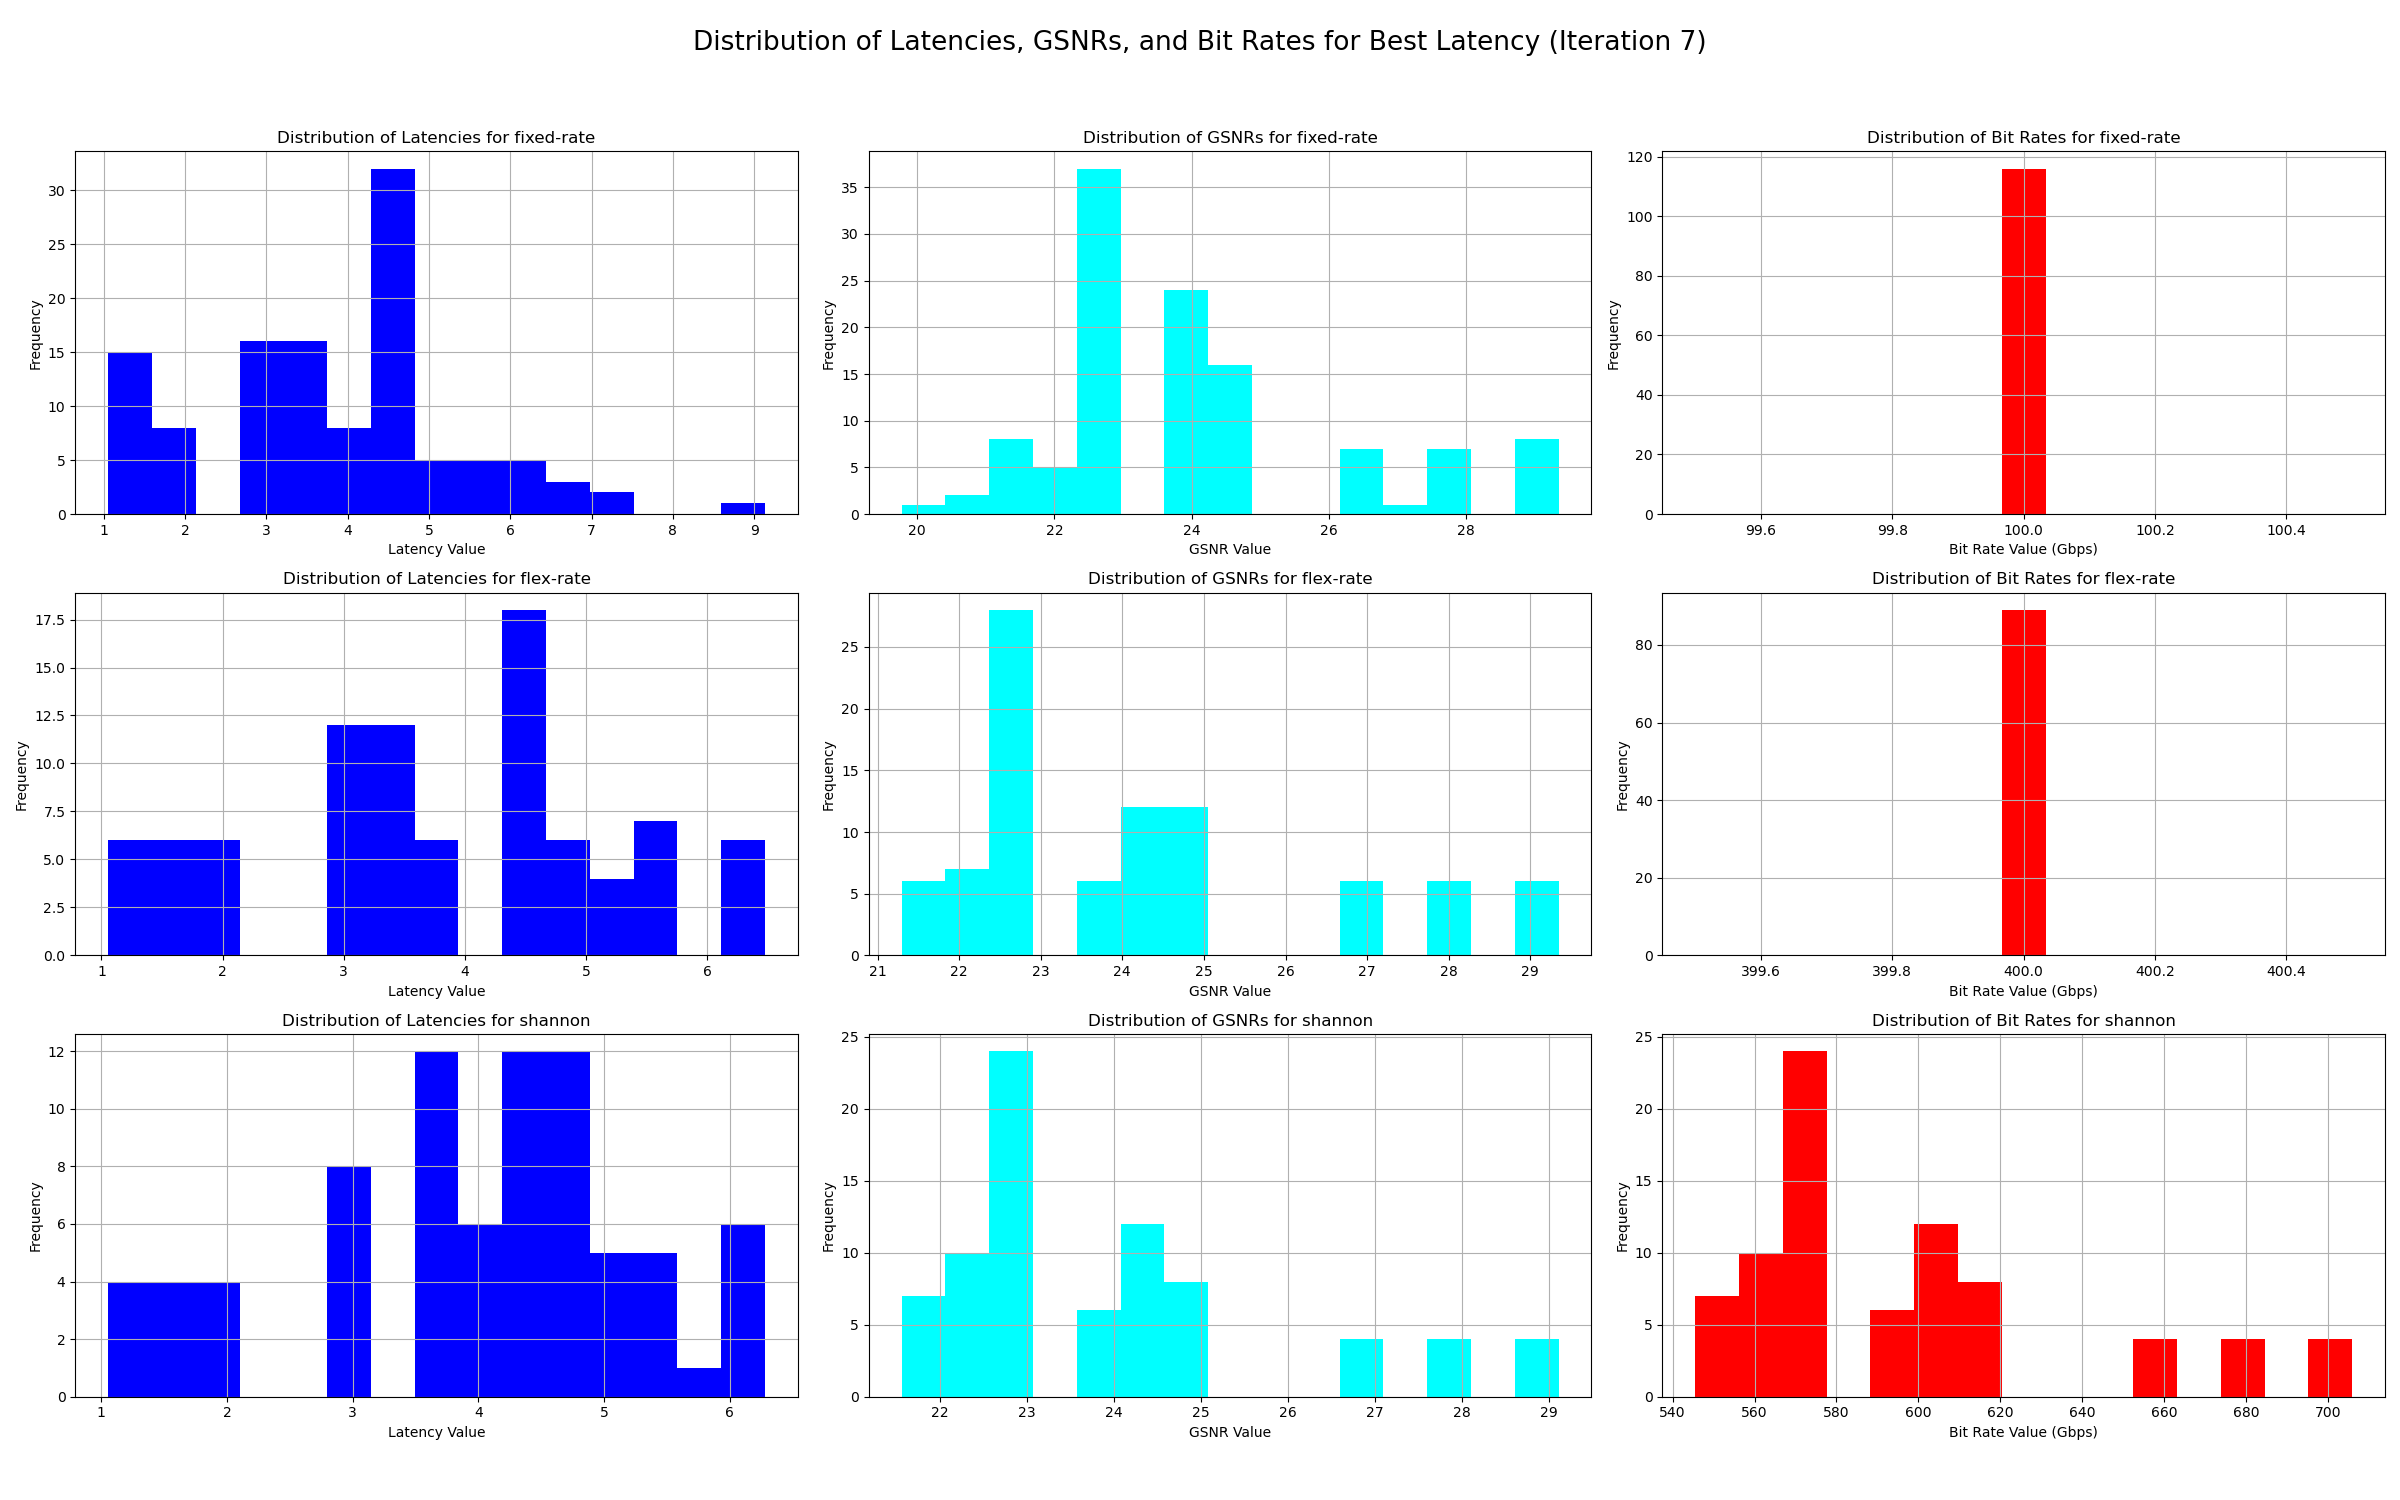 Distribution of Latencies, GSNRs, and Bit Rates for Best Latency (Iteration 7)
Distribution of Latencies for fixed-rate
Frequency
30
25
20
15
10
5
0
1 2 3 4 5 6 7 8 9
Latency Value
Distribution of GSNRs for fixed-rate
Frequency
35
30
25
20
15
10
5
0
20 22 24 26 28
GSNR Value
Distribution of Bit Rates for fixed-rate
Frequency
120
100
80
60
40
20
0
99.6 99.8 100.0 100.2 100.4
Bit Rate Value (Gbps)
Distribution of Latencies for flex-rate
Frequency
17.5
15.0
12.5
10.0
7.5
5.0
2.5
0.0
1 2 3 4 5 6
Latency Value
Distribution of GSNRs for flex-rate
Frequency
25
20
15
10
5
0
21 22 23 24 25 26 27 28 29
GSNR Value
Distribution of Bit Rates for flex-rate
Frequency
80
60
40
20
0
399.6 399.8 400.0 400.2 400.4
Bit Rate Value (Gbps)
Distribution of Latencies for shannon
Frequency
12
10
8
6
4
2
0
1 2 3 4 5 6
Latency Value
Distribution of GSNRs for shannon
Frequency
25
20
15
10
5
0
22 23 24 25 26 27 28 29
GSNR Value
Distribution of Bit Rates for shannon
Frequency
25
20
15
10
5
0
540 560 580 600 620 640 660 680 700
Bit Rate Value (Gbps)